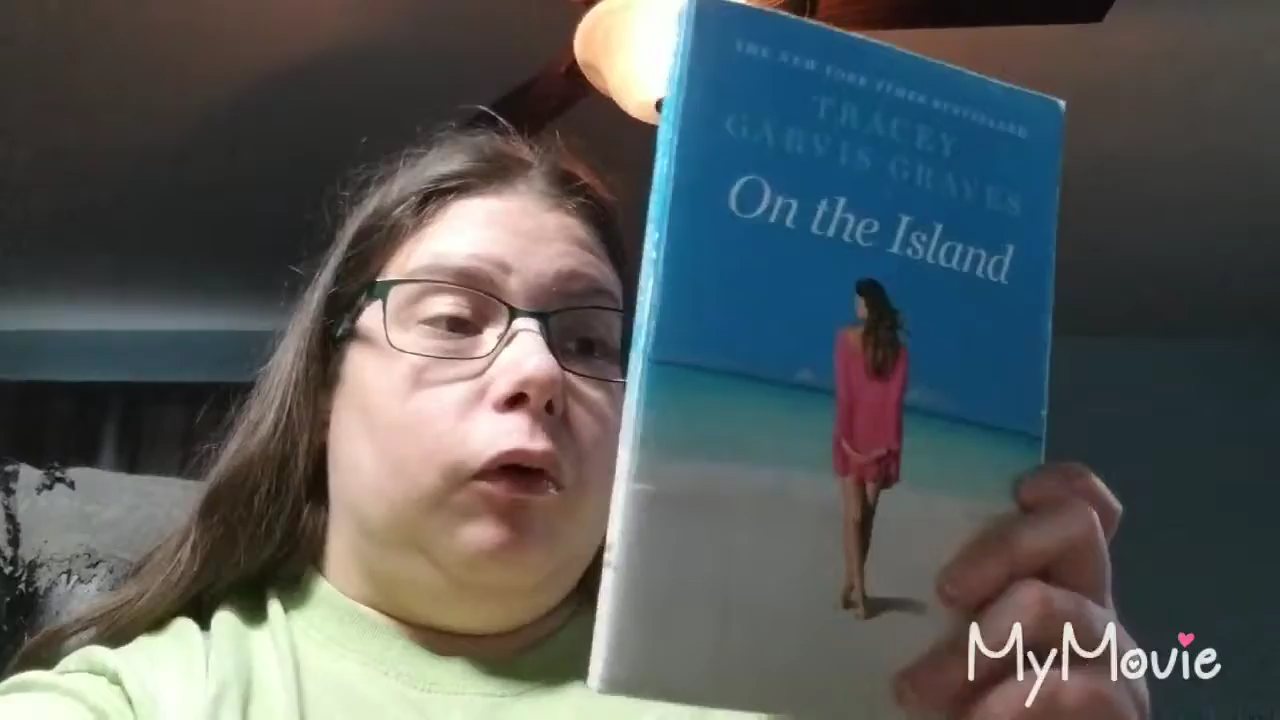 THE NEW YORK TIMES BESTSELLER
TRACEY
GARVIS GRAVES
On the Island
MyMovie